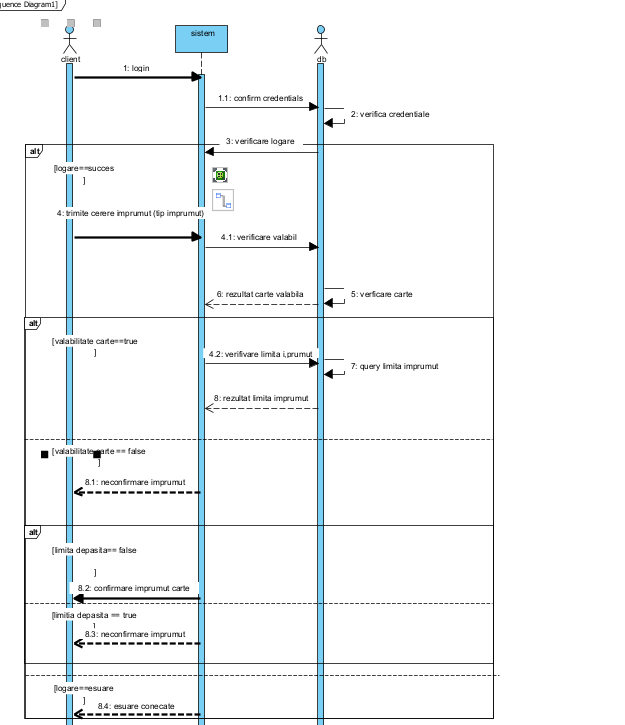 quence Diagram1]
sistem
client
db
1: login
1.1: confirm credentials
2: verifica credentiale
3: verificare logare
alt
[logare==succes
]
4: trimite cerere imprumut (tip imprumut)
4.1: verificare valabil
6: rezultat carte valabila
5: verficare carte
alt
[valabilitate carte==true
]
4.2: verifivare limita i,prumut
7: query limita imprumut
8: rezultat limita imprumut
[valabilitate carte == false
]
8.1: neconfirmare imprumut
alt
[limita depasita== false
]
8.2: confirmare imprumut carte
[limitia depasita == true
]
8.3: neconfirmare imprumut
[logare==esuare
]
8.4: esuare conecate